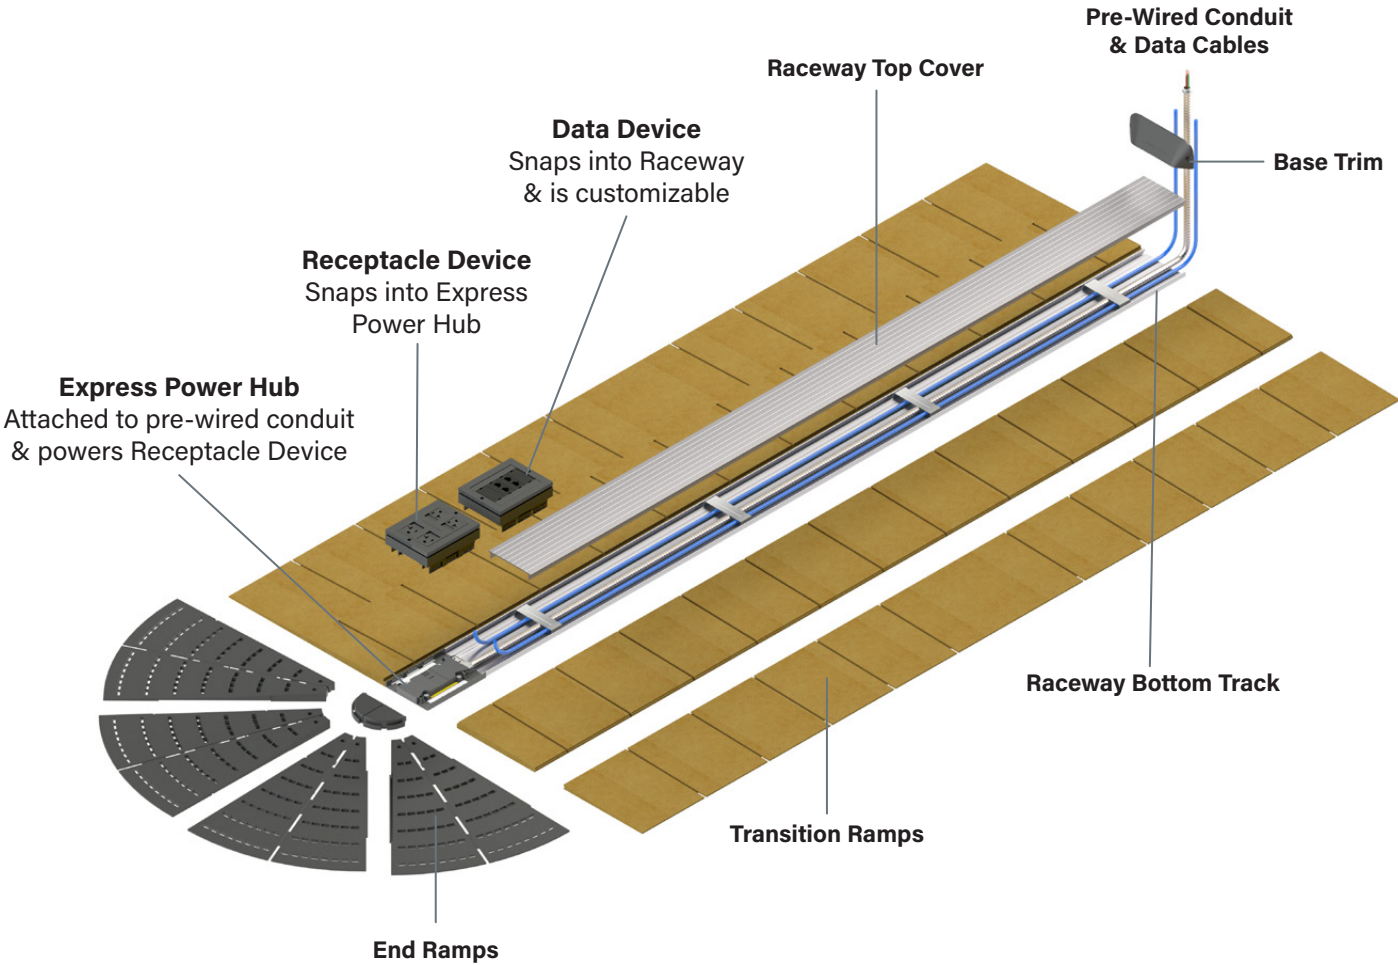 Pre-Wired Conduit
& Data Cables
Raceway Top Cover
Data Device
Snaps into Raceway
& is customizable
Base Trim
Receptacle Device
Snaps into Express
Power Hub
Express Power Hub
Attached to pre-wired conduit
& powers Receptacle Device
Raceway Bottom Track
Transition Ramps
End Ramps